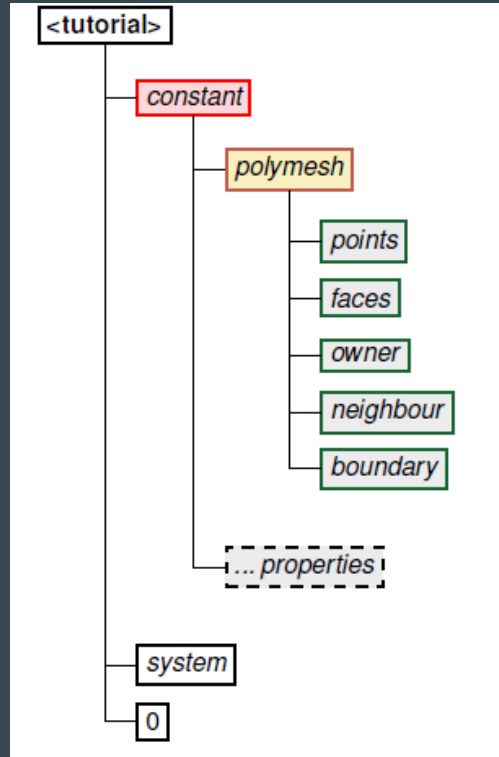 <tutorial>
constant
polymesh
points
faces
owner
neighbour
boundary
... properties
system
0